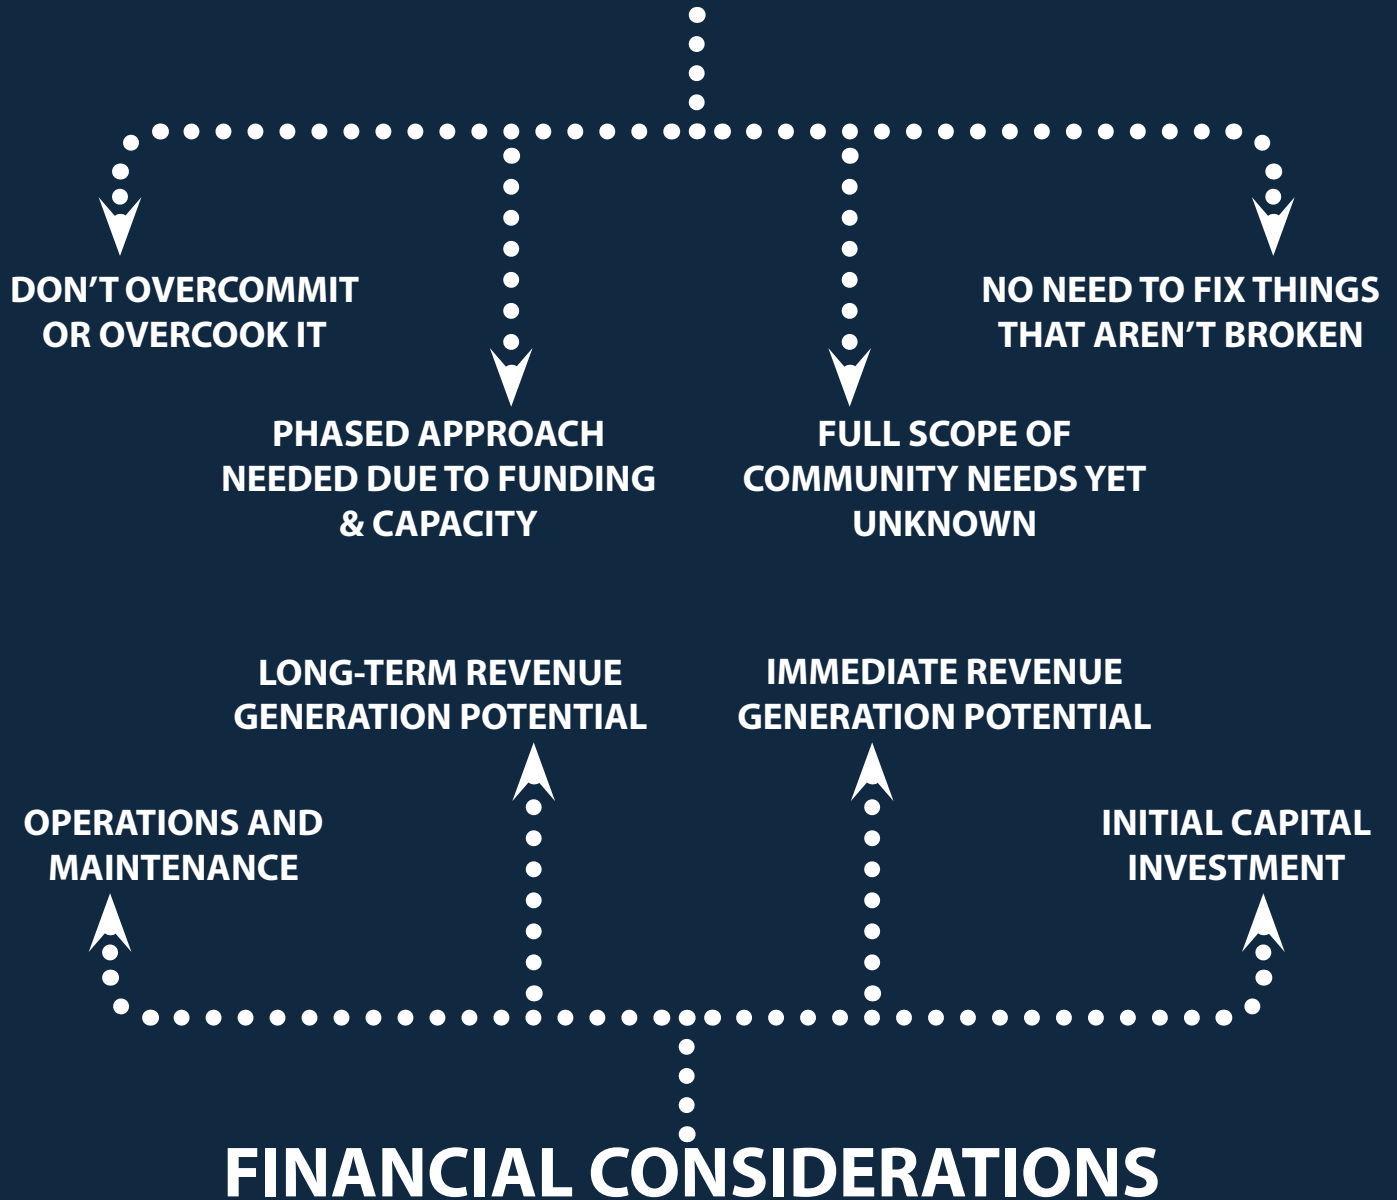 DON'T OVERCOMMIT
OR OVERCOOK IT
NO NEED TO FIX THINGS
THAT AREN'T BROKEN
PHASED APPROACH
NEEDED DUE TO FUNDING
& CAPACITY
FULL SCOPE OF
COMMUNITY NEEDS YET
UNKNOWN
LONG-TERM REVENUE
GENERATION POTENTIAL
IMMEDIATE REVENUE
GENERATION POTENTIAL
OPERATIONS AND
MAINTENANCE
INITIAL CAPITAL
INVESTMENT
FINANCIAL CONSIDERATIONS